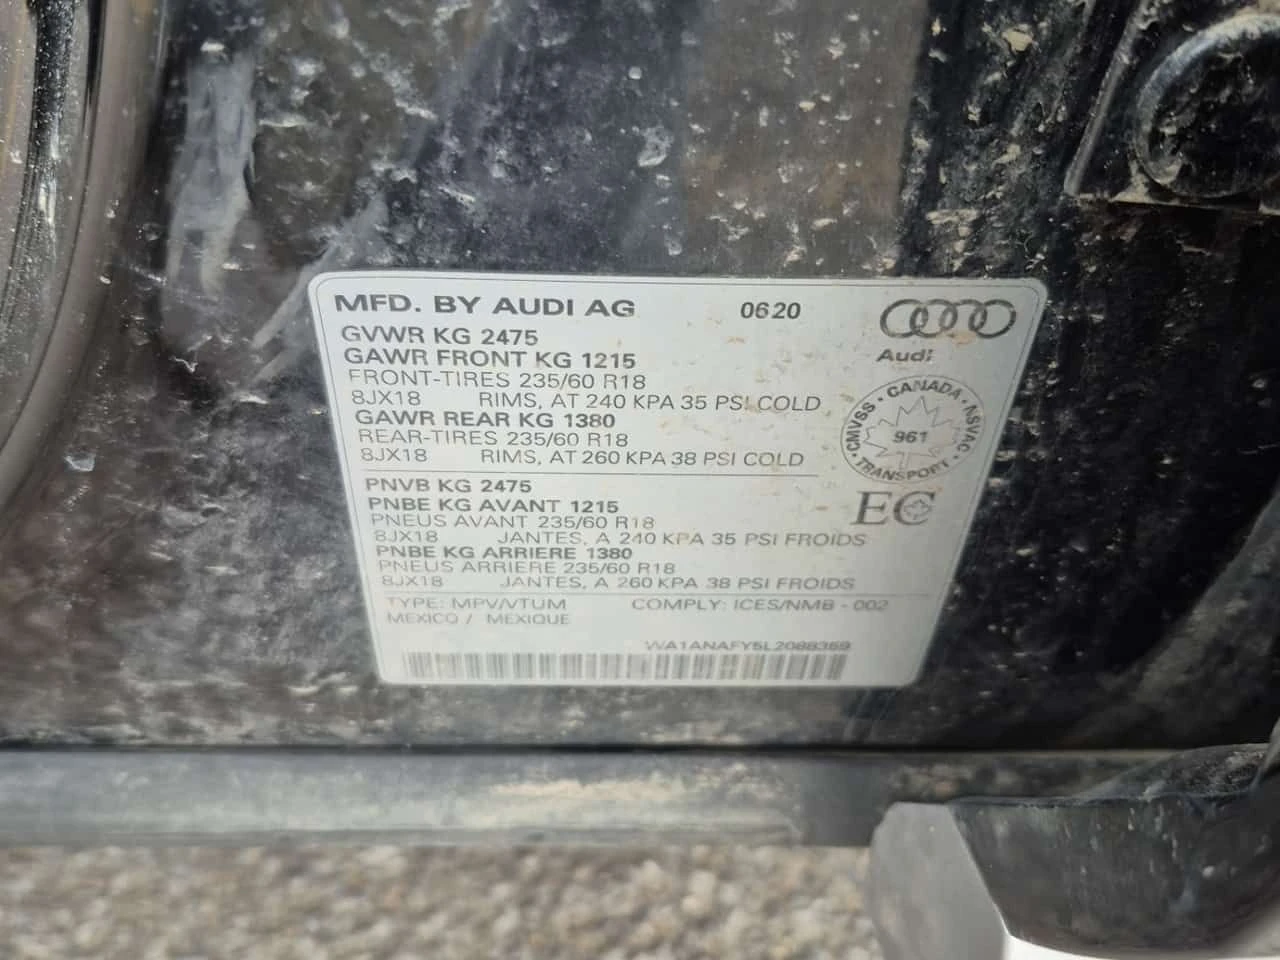 MFD. BY AUDI AG 0620
Audi
GVWR KG 2475
GAWR FRONT KG 1215
FRONT-TIRES 235/60 R18
8JX18 RIMS, AT 240 KPA 35 PSI COLD
GAWR REAR KG 1380
REAR-TIRES 235/60 R18
8JX18 RIMS, AT 260 KPA 38 PSI COLD
CMVSS • CANADA • NSVAC • TRANSPORT •
961
PNVB KG 2475
PNBE KG AVANT 1215
PNEUS AVANT 235/60 R18
8JX18 JANTES, A 240 KPA 35 PSI FROIDS
PNBE KG ARRIERE 1380
PNEUS ARRIERE 235/60 R18
8JX18 JANTES, A 260 KPA 38 PSI FROIDS
EC
TYPE: MPV/VTUM COMPLY: ICES/NMB - 002
MEXICO / MEXIQUE
WA1ANAFY5L2088359